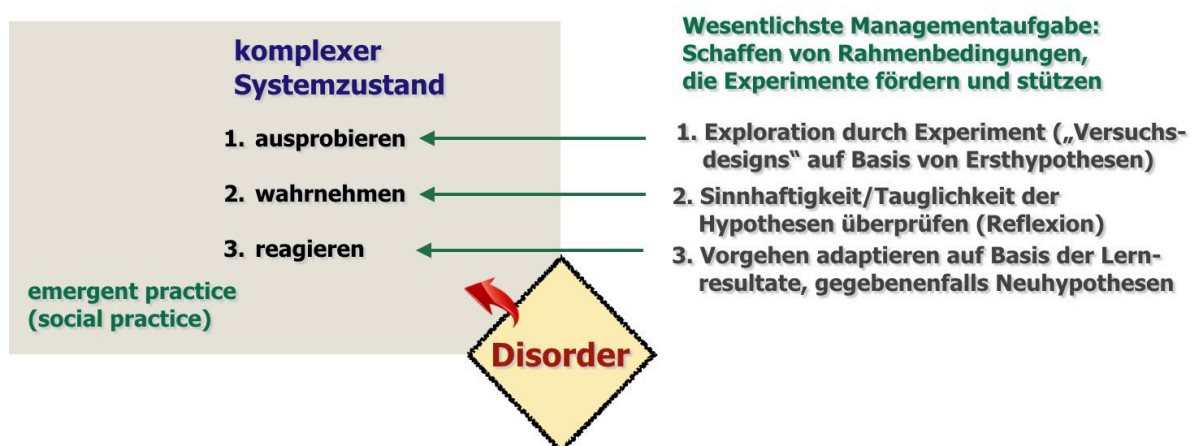 komplexer
Systemzustand
1. ausprobieren
2. wahrnehmen
3. reagieren
emergent practice
(social practice)
Disorder
Wesentlichste Managementaufgabe:
Schaffen von Rahmenbedingungen,
die Experimente fördern und stützen
1. Exploration durch Experiment („Versuchs-
designs“ auf Basis von Ersthypothesen)
2. Sinnhaftigkeit/Tauglichkeit der
Hypothesen überprüfen (Reflexion)
3. Vorgehen adaptieren auf Basis der Lern-
resultate, gegebenenfalls Neuhypothesen